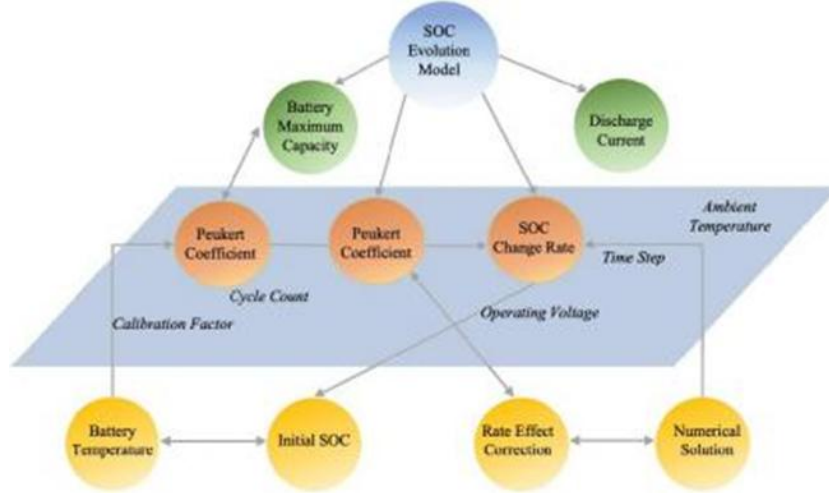 SOC
Evolution
Model
Battery
Maximum
Capacity
Discharge
Current
Ambient
Temperature
Peukert
Coefficient
Peukert
Coefficient
SOC
Change Rate
Time Step
Cycle Count
Calibration Factor
Operating Voltage
Battery
Temperature
Initial SOC
Rate Effect
Correction
Numerical
Solution